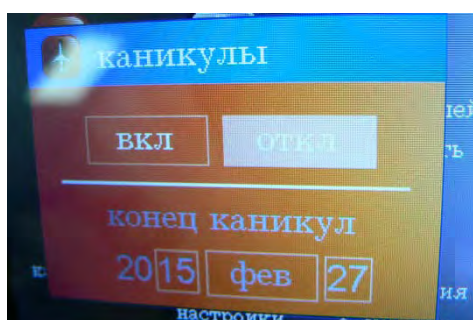 каникулы
вкл откл
конец каникул
2015 фев 27
настройки